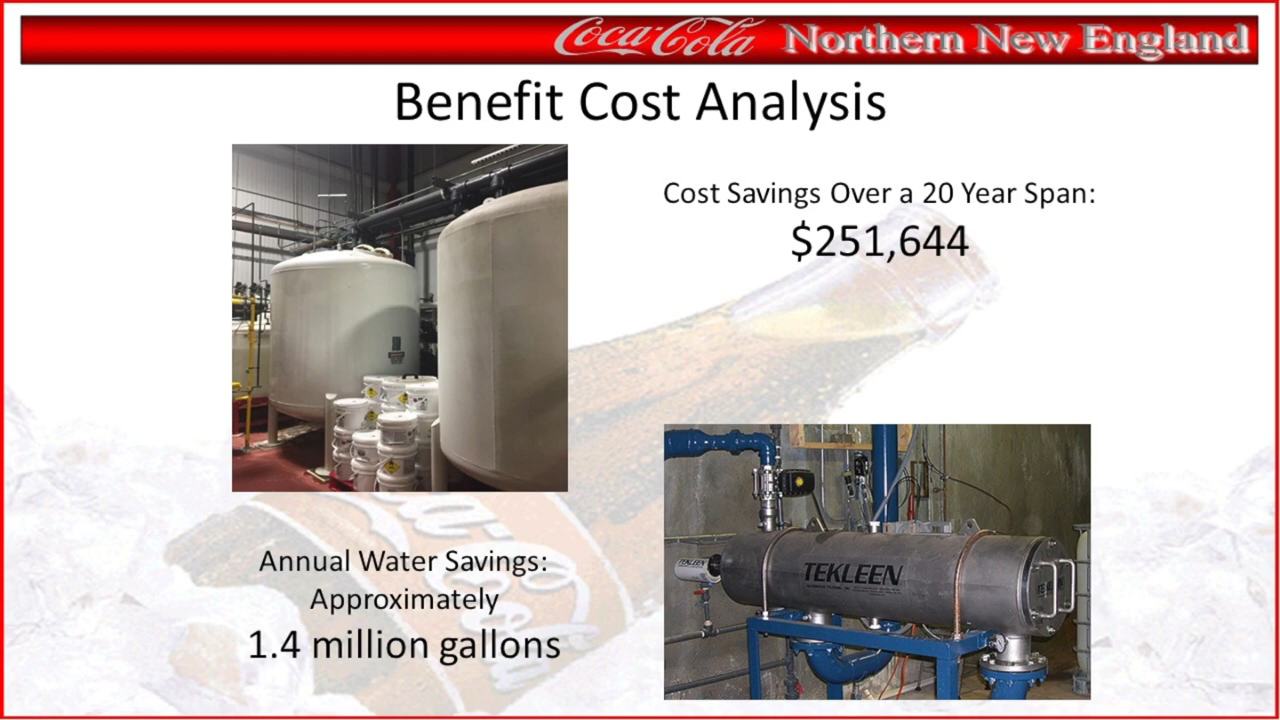 Coca-Cola Northern New England
Benefit Cost Analysis
Cost Savings Over a 20 Year Span:
$251,644
TEKLEEN
Annual Water Savings:
Approximately
1.4 million gallons